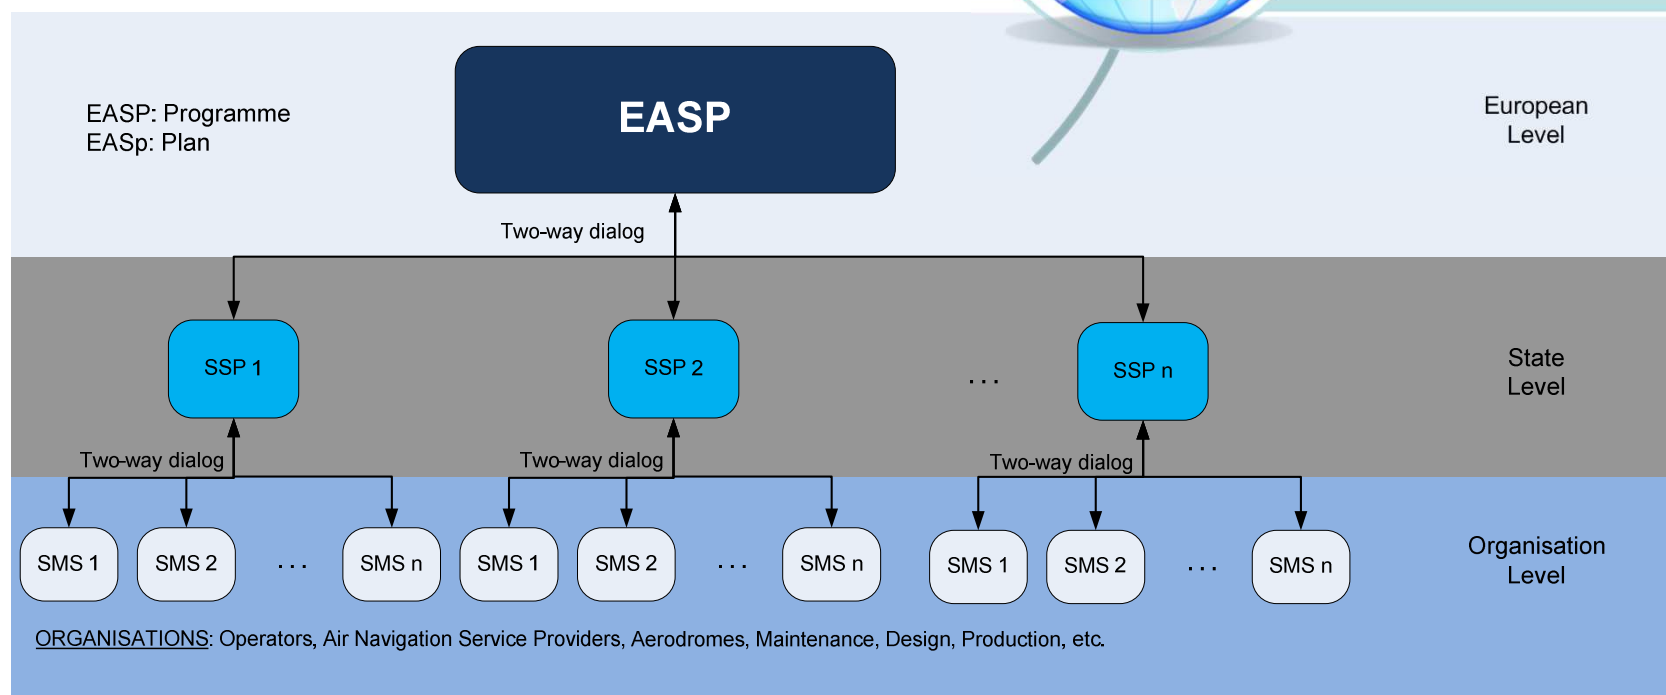 EASP: Programme
EASp: Plan
EASP
European
Level
Two-way dialog
SSP 1
SSP 2
...
SSP n
State
Level
Two-way dialog
Two-way dialog
Two-way dialog
SMS 1
SMS 2
...
SMS n
SMS 1
SMS 2
...
SMS n
SMS 1
SMS 2
...
SMS n
Organisation
Level
ORGANISATIONS: Operators, Air Navigation Service Providers, Aerodromes, Maintenance, Design, Production, etc.